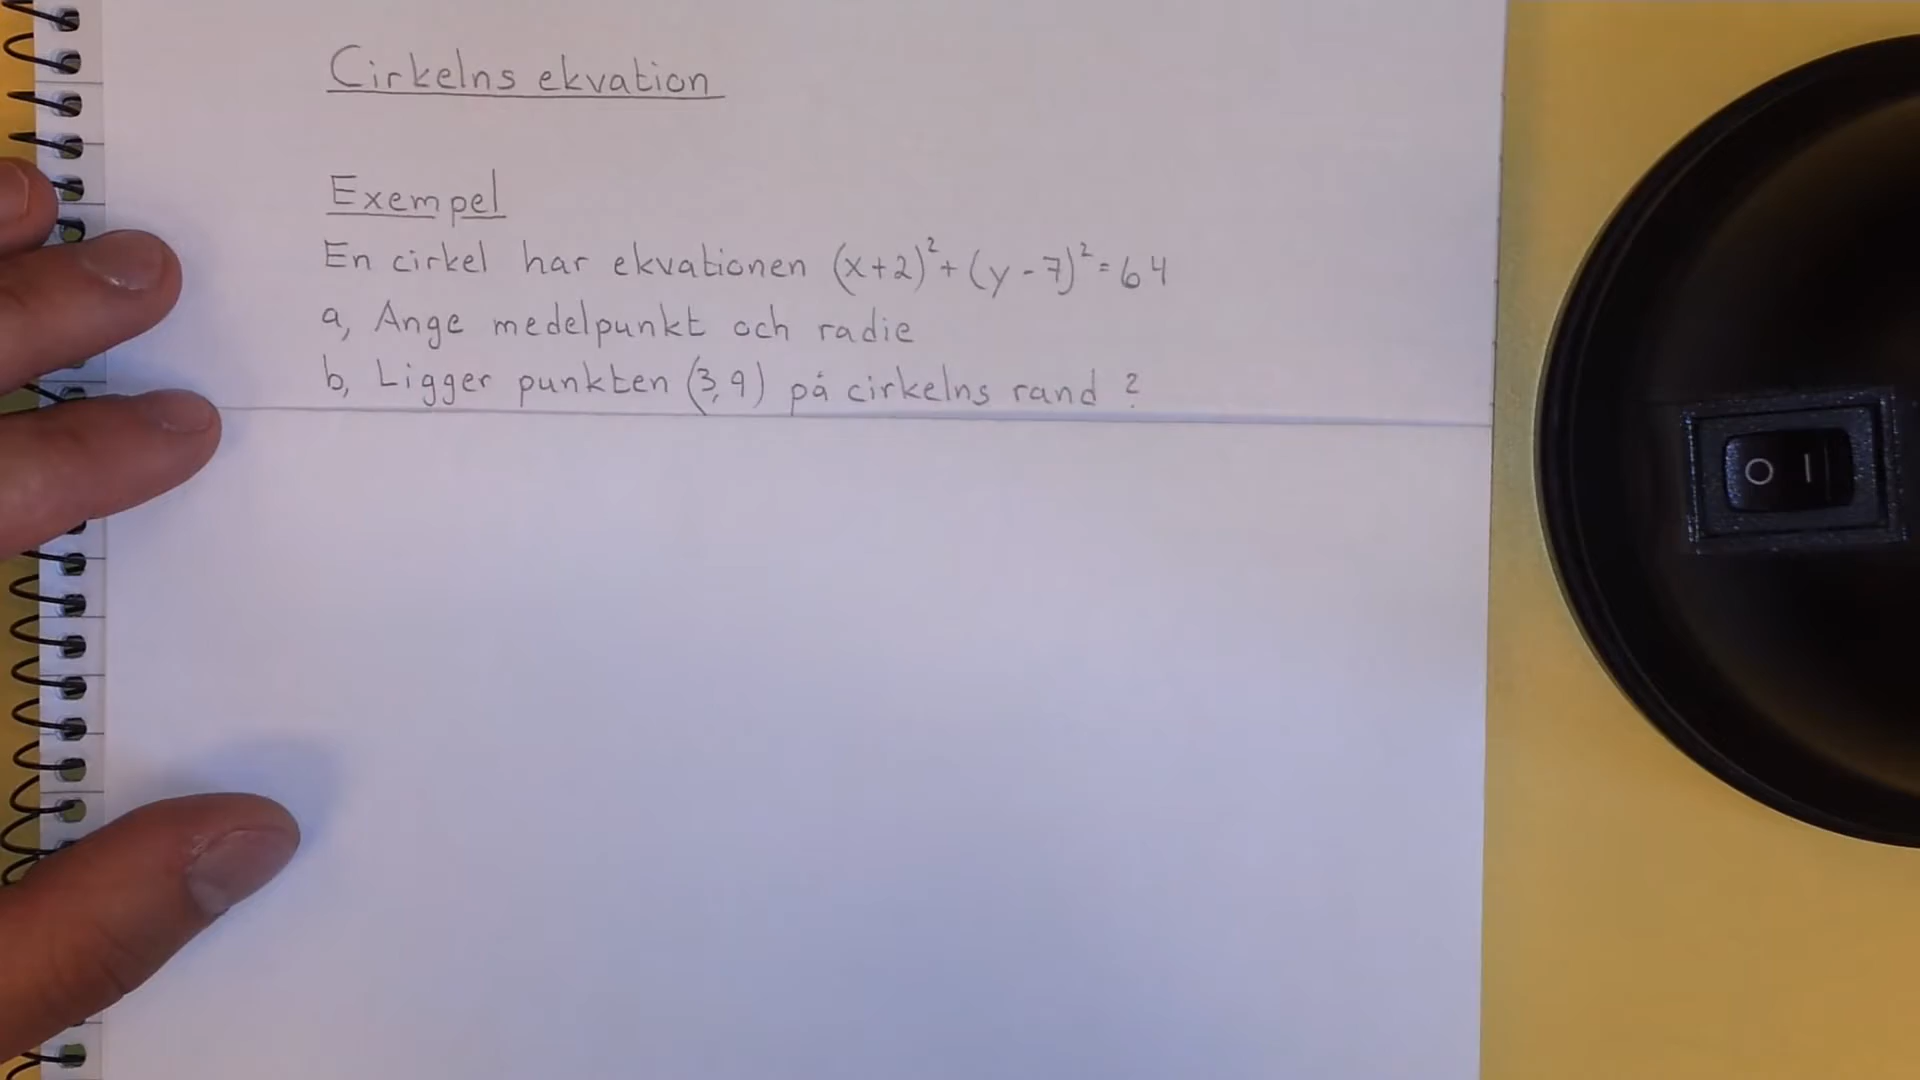 Cirkelns ekvation
Exempel
En cirkel har ekvationen (x+2)²+(y-7)²=64
a, Ange medelpunkt och radie
b, Ligger punkten (3,9) på cirkelns rand ?
O I